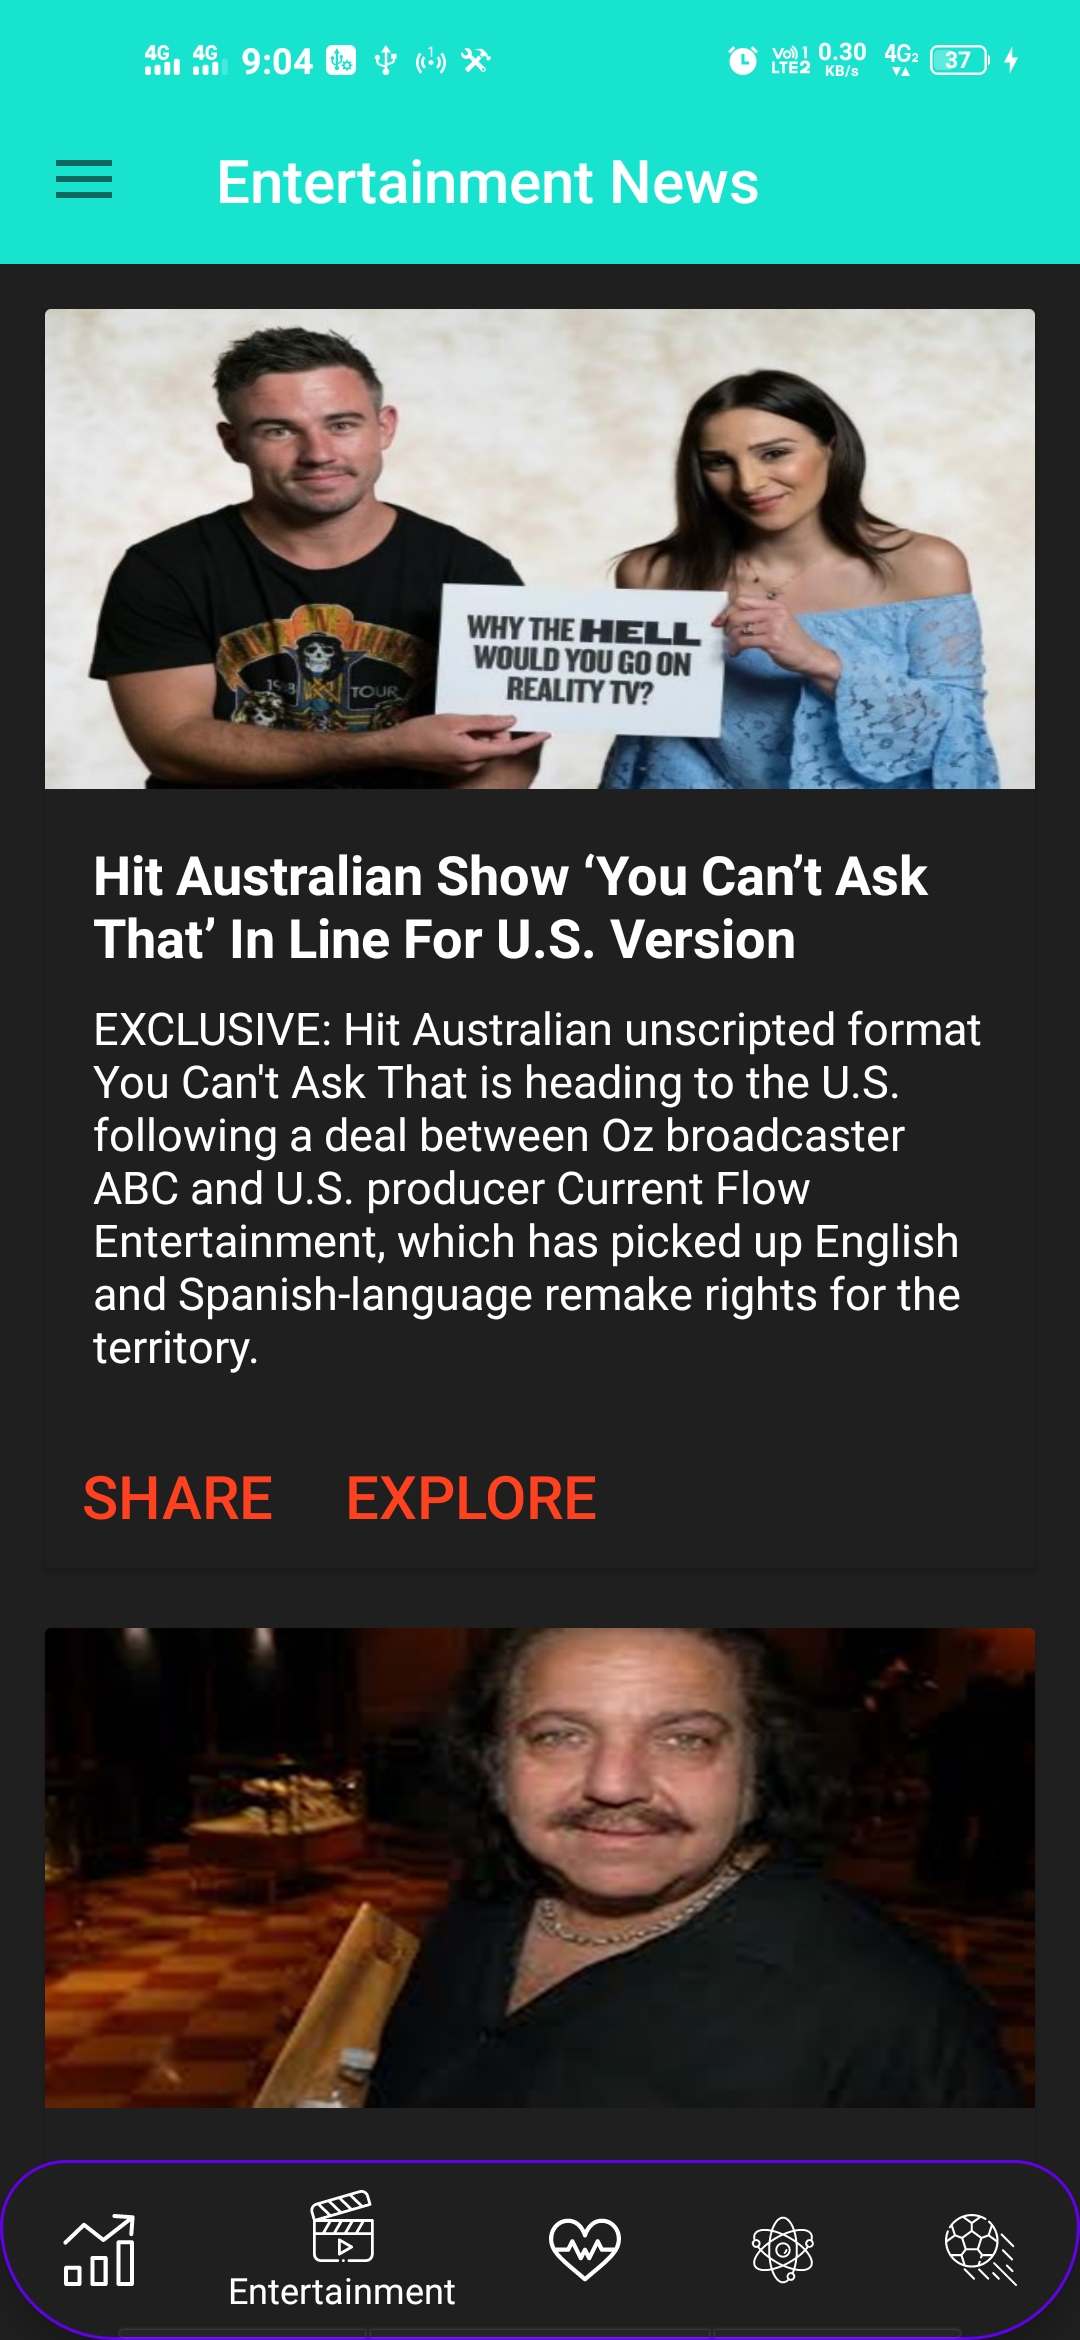 4G 4G 9:04 1 Vo)) 1 LTE2 0.30 KB/s 4G2 37
Entertainment News
WHY THE HELL
WOULD YOU GO ON
REALITY TV?
TOUR
Hit Australian Show ‘You Can’t Ask
That’ In Line For U.S. Version
EXCLUSIVE: Hit Australian unscripted format
You Can't Ask That is heading to the U.S.
following a deal between Oz broadcaster
ABC and U.S. producer Current Flow
Entertainment, which has picked up English
and Spanish-language remake rights for the
territory.
SHARE EXPLORE
Entertainment